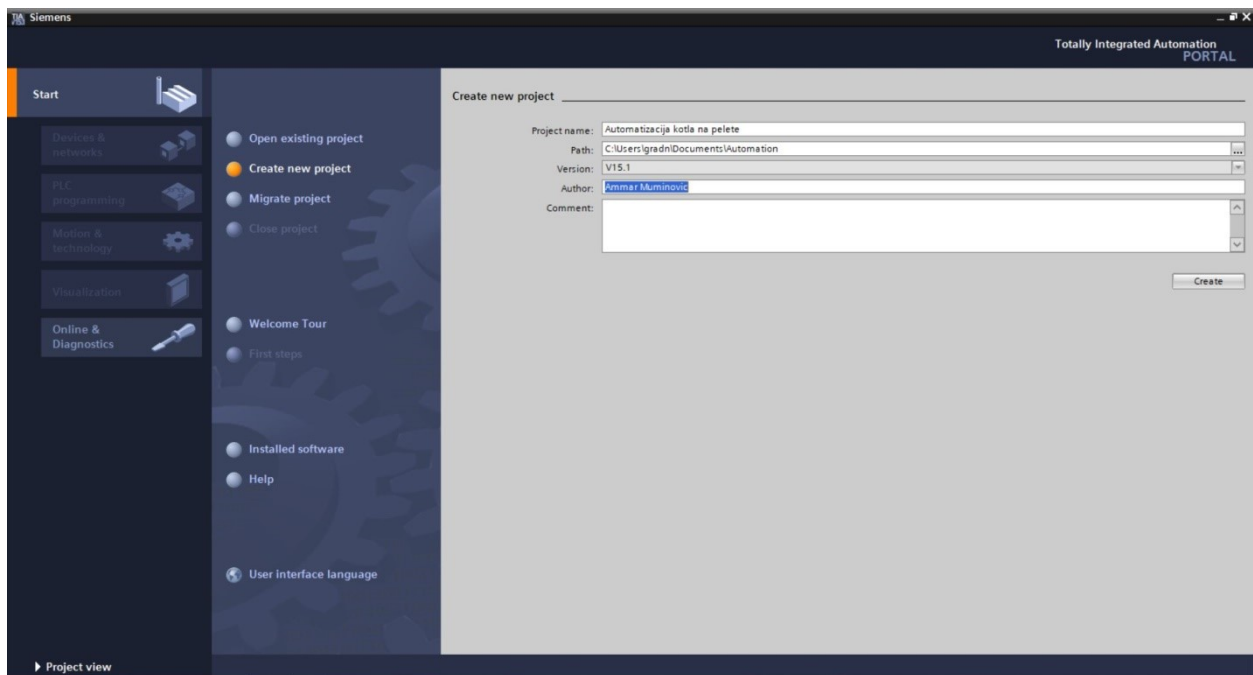 Siemens
Totally Integrated Automation
PORTAL
Start
Devices &
networks
PLC
programming
Motion &
technology
Visualization
Online &
Diagnostics
Open existing project
Create new project
Migrate project
Close project
Welcome Tour
First steps
Installed software
Help
User interface language
Create new project
Project name: Automatizacija kotla na pelete
Path: C:\Users\gradn\Documents\Automation
...
Version: V15.1
Author: Ammar Muminovic
Comment:
Create
Project view